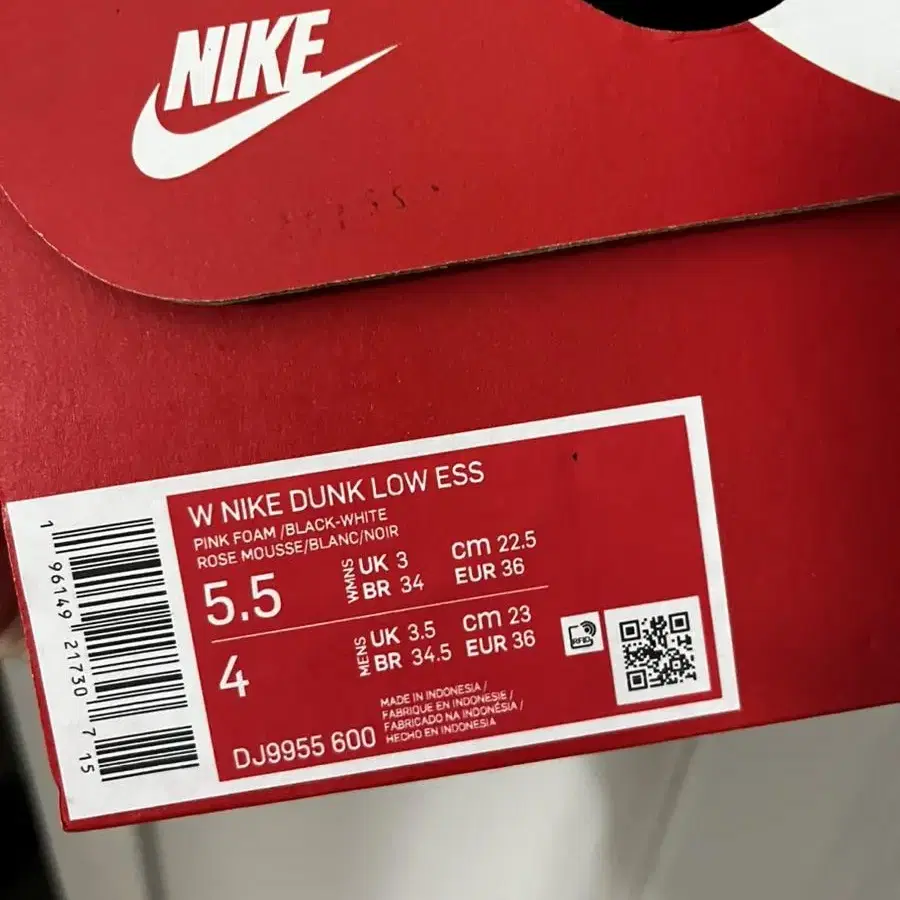 NIKE
W NIKE DUNK LOW ESS
PINK FOAM /BLACK-WHITE
ROSE MOUSSE/BLANC/NOIR
5.5
WMNS
UK 3
BR 34
cm 22.5
EUR 36
4
MENS
UK 3.5
BR 34.5
cm 23
EUR 36
RFID
DJ9955 600
MADE IN INDONESIA /
FABRIQUE EN INDONESIE /
FABRICADO NA INDONÉSIA /
HECHO EN INDONESIA
1 96149 21730 7 15